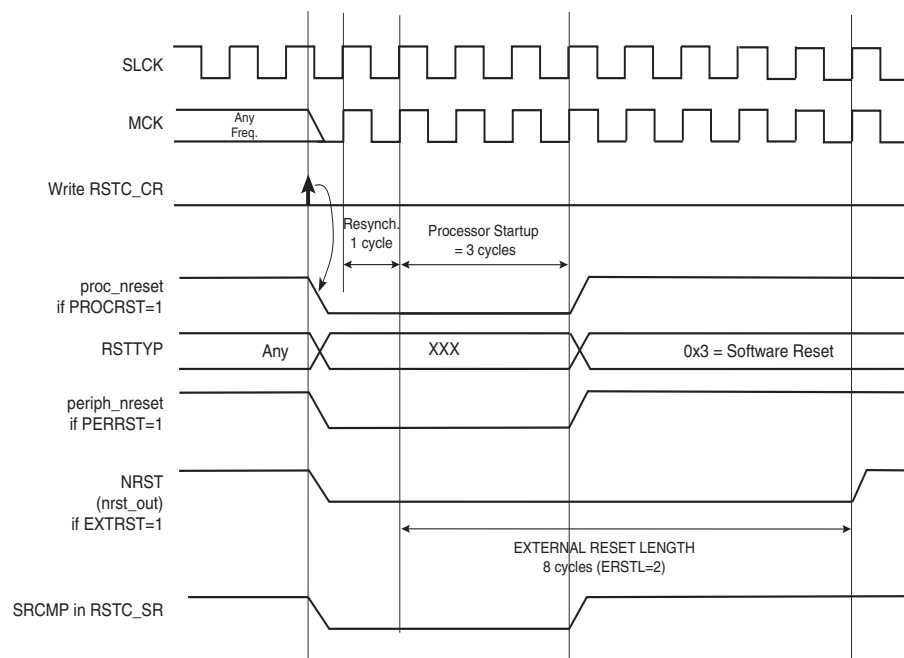 SLCK
MCK
Any
Freq.
Write RSTC_CR
Resynch.
1 cycle
Processor Startup
= 3 cycles
proc_nreset
if PROCRST=1
RSTTYP
Any
XXX
0x3 = Software Reset
periph_nreset
if PERRST=1
NRST
(nrst_out)
if EXTRST=1
EXTERNAL RESET LENGTH
8 cycles (ERSTL=2)
SRCMP in RSTC_SR